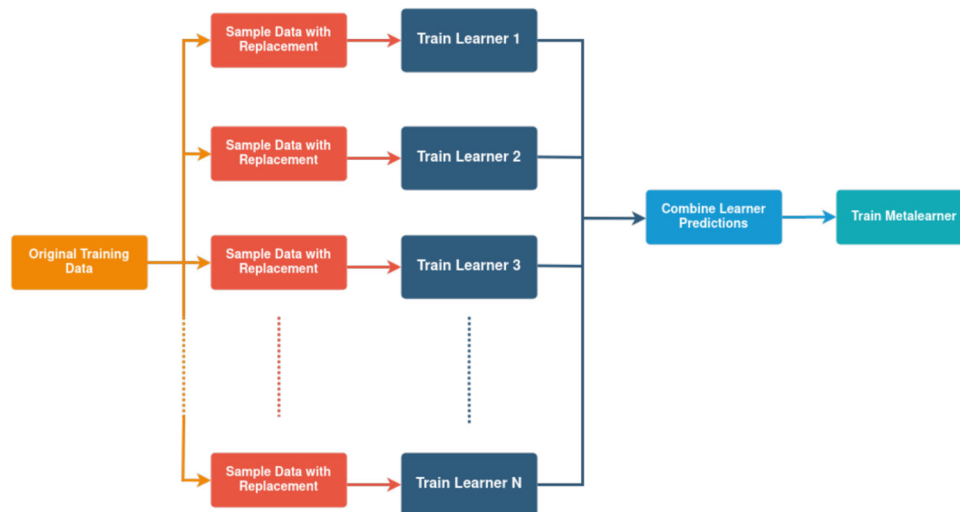 Sample Data with
Replacement
Train Learner 1
Sample Data with
Replacement
Train Learner 2
Original Training
Data
Sample Data with
Replacement
Train Learner 3
Sample Data with
Replacement
Train Learner N
Combine Learner
Predictions
Train Metalearner